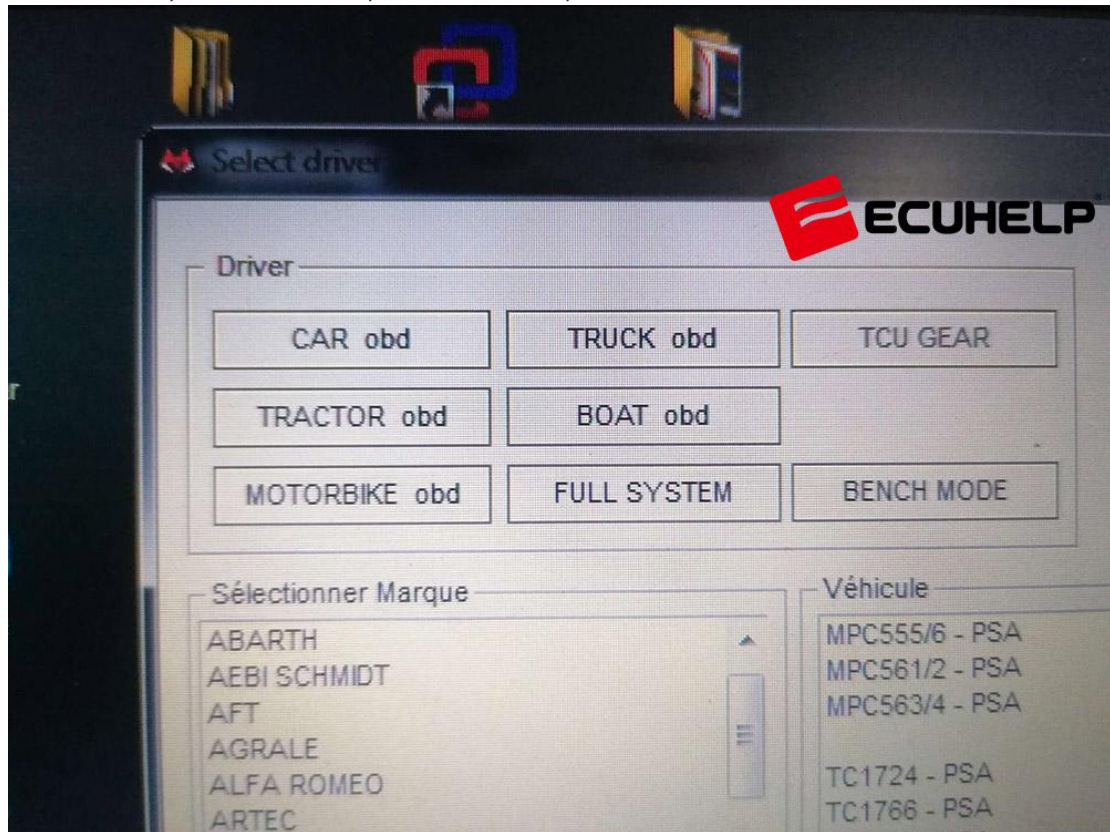 Select driver
ECUHELP
Driver
CAR obd
TRUCK obd
TCU GEAR
TRACTOR obd
BOAT obd
MOTORBIKE obd
FULL SYSTEM
BENCH MODE
Sélectionner Marque
ABARTH
AEBI SCHMIDT
AFT
AGRALE
ALFA ROMEO
ARTEC
Véhicule
MPC555/6 - PSA
MPC561/2 - PSA
MPC563/4 - PSA
TC1724 - PSA
TC1766 - PSA